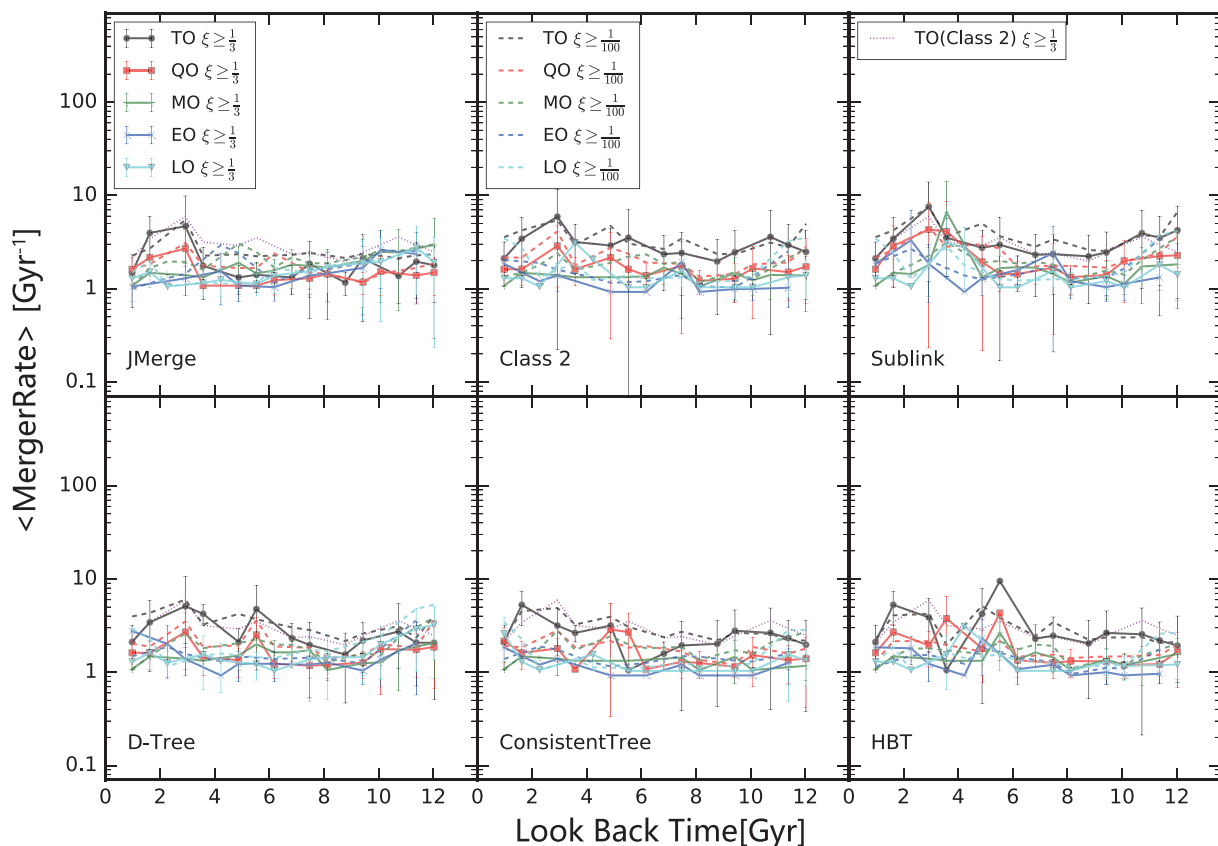 TO ξ≥1/3
QO ξ≥1/3
MO ξ≥1/3
EO ξ≥1/3
LO ξ≥1/3
TO ξ≥1/100
QO ξ≥1/100
MO ξ≥1/100
EO ξ≥1/100
LO ξ≥1/100
TO(Class 2) ξ≥1/3
100
10
1
0.1
<MergerRate> [Gyr⁻¹]
JMerge
Class 2
Sublink
100
10
1
0.1
D-Tree
ConsistentTree
HBT
0 2 4 6 8 10 12 0 2 4 6 8 10 12 0 2 4 6 8 10 12
Look Back Time[Gyr]